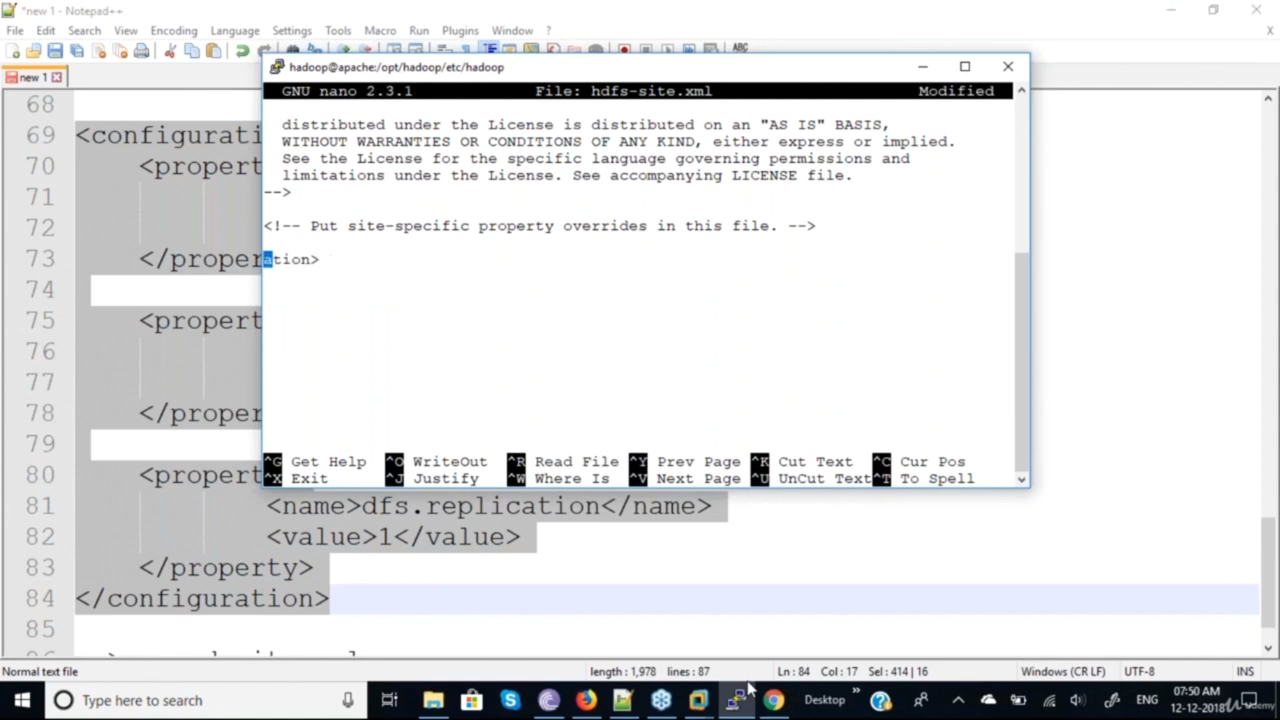 *new 1 - Notepad++
File Edit Search View Encoding Language Settings Tools Macro Run Plugins Window ?
X
ABC
new 1
hadoop@apache:/opt/hadoop/etc/hadoop
GNU nano 2.3.1 File: hdfs-site.xml Modified
distributed under the License is distributed on an "AS IS" BASIS,
WITHOUT WARRANTIES OR CONDITIONS OF ANY KIND, either express or implied.
See the License for the specific language governing permissions and
limitations under the License. See accompanying LICENSE file.
-->
<!-- Put site-specific property overrides in this file. -->
ation>
^G Get Help ^O WriteOut ^R Read File ^Y Prev Page ^K Cut Text ^C Cur Pos
^X Exit ^J Justify ^W Where Is ^V Next Page ^U UnCut Text ^T To Spell
68
69 <configurati
70 <propert
71
72
73 </proper
74
75 <propert
76
77
78 </proper
79
80 <propert
81 <name>dfs.replication</name>
82 <value>1</value>
83 </property>
84 </configuration>
85
Normal text file length : 1,978 lines : 87 Ln : 84 Col : 17 Sel : 414 | 16 Windows (CR LF) UTF-8 INS
Type here to search Desktop ENG 07:50 AM
12-12-2018
Udemy